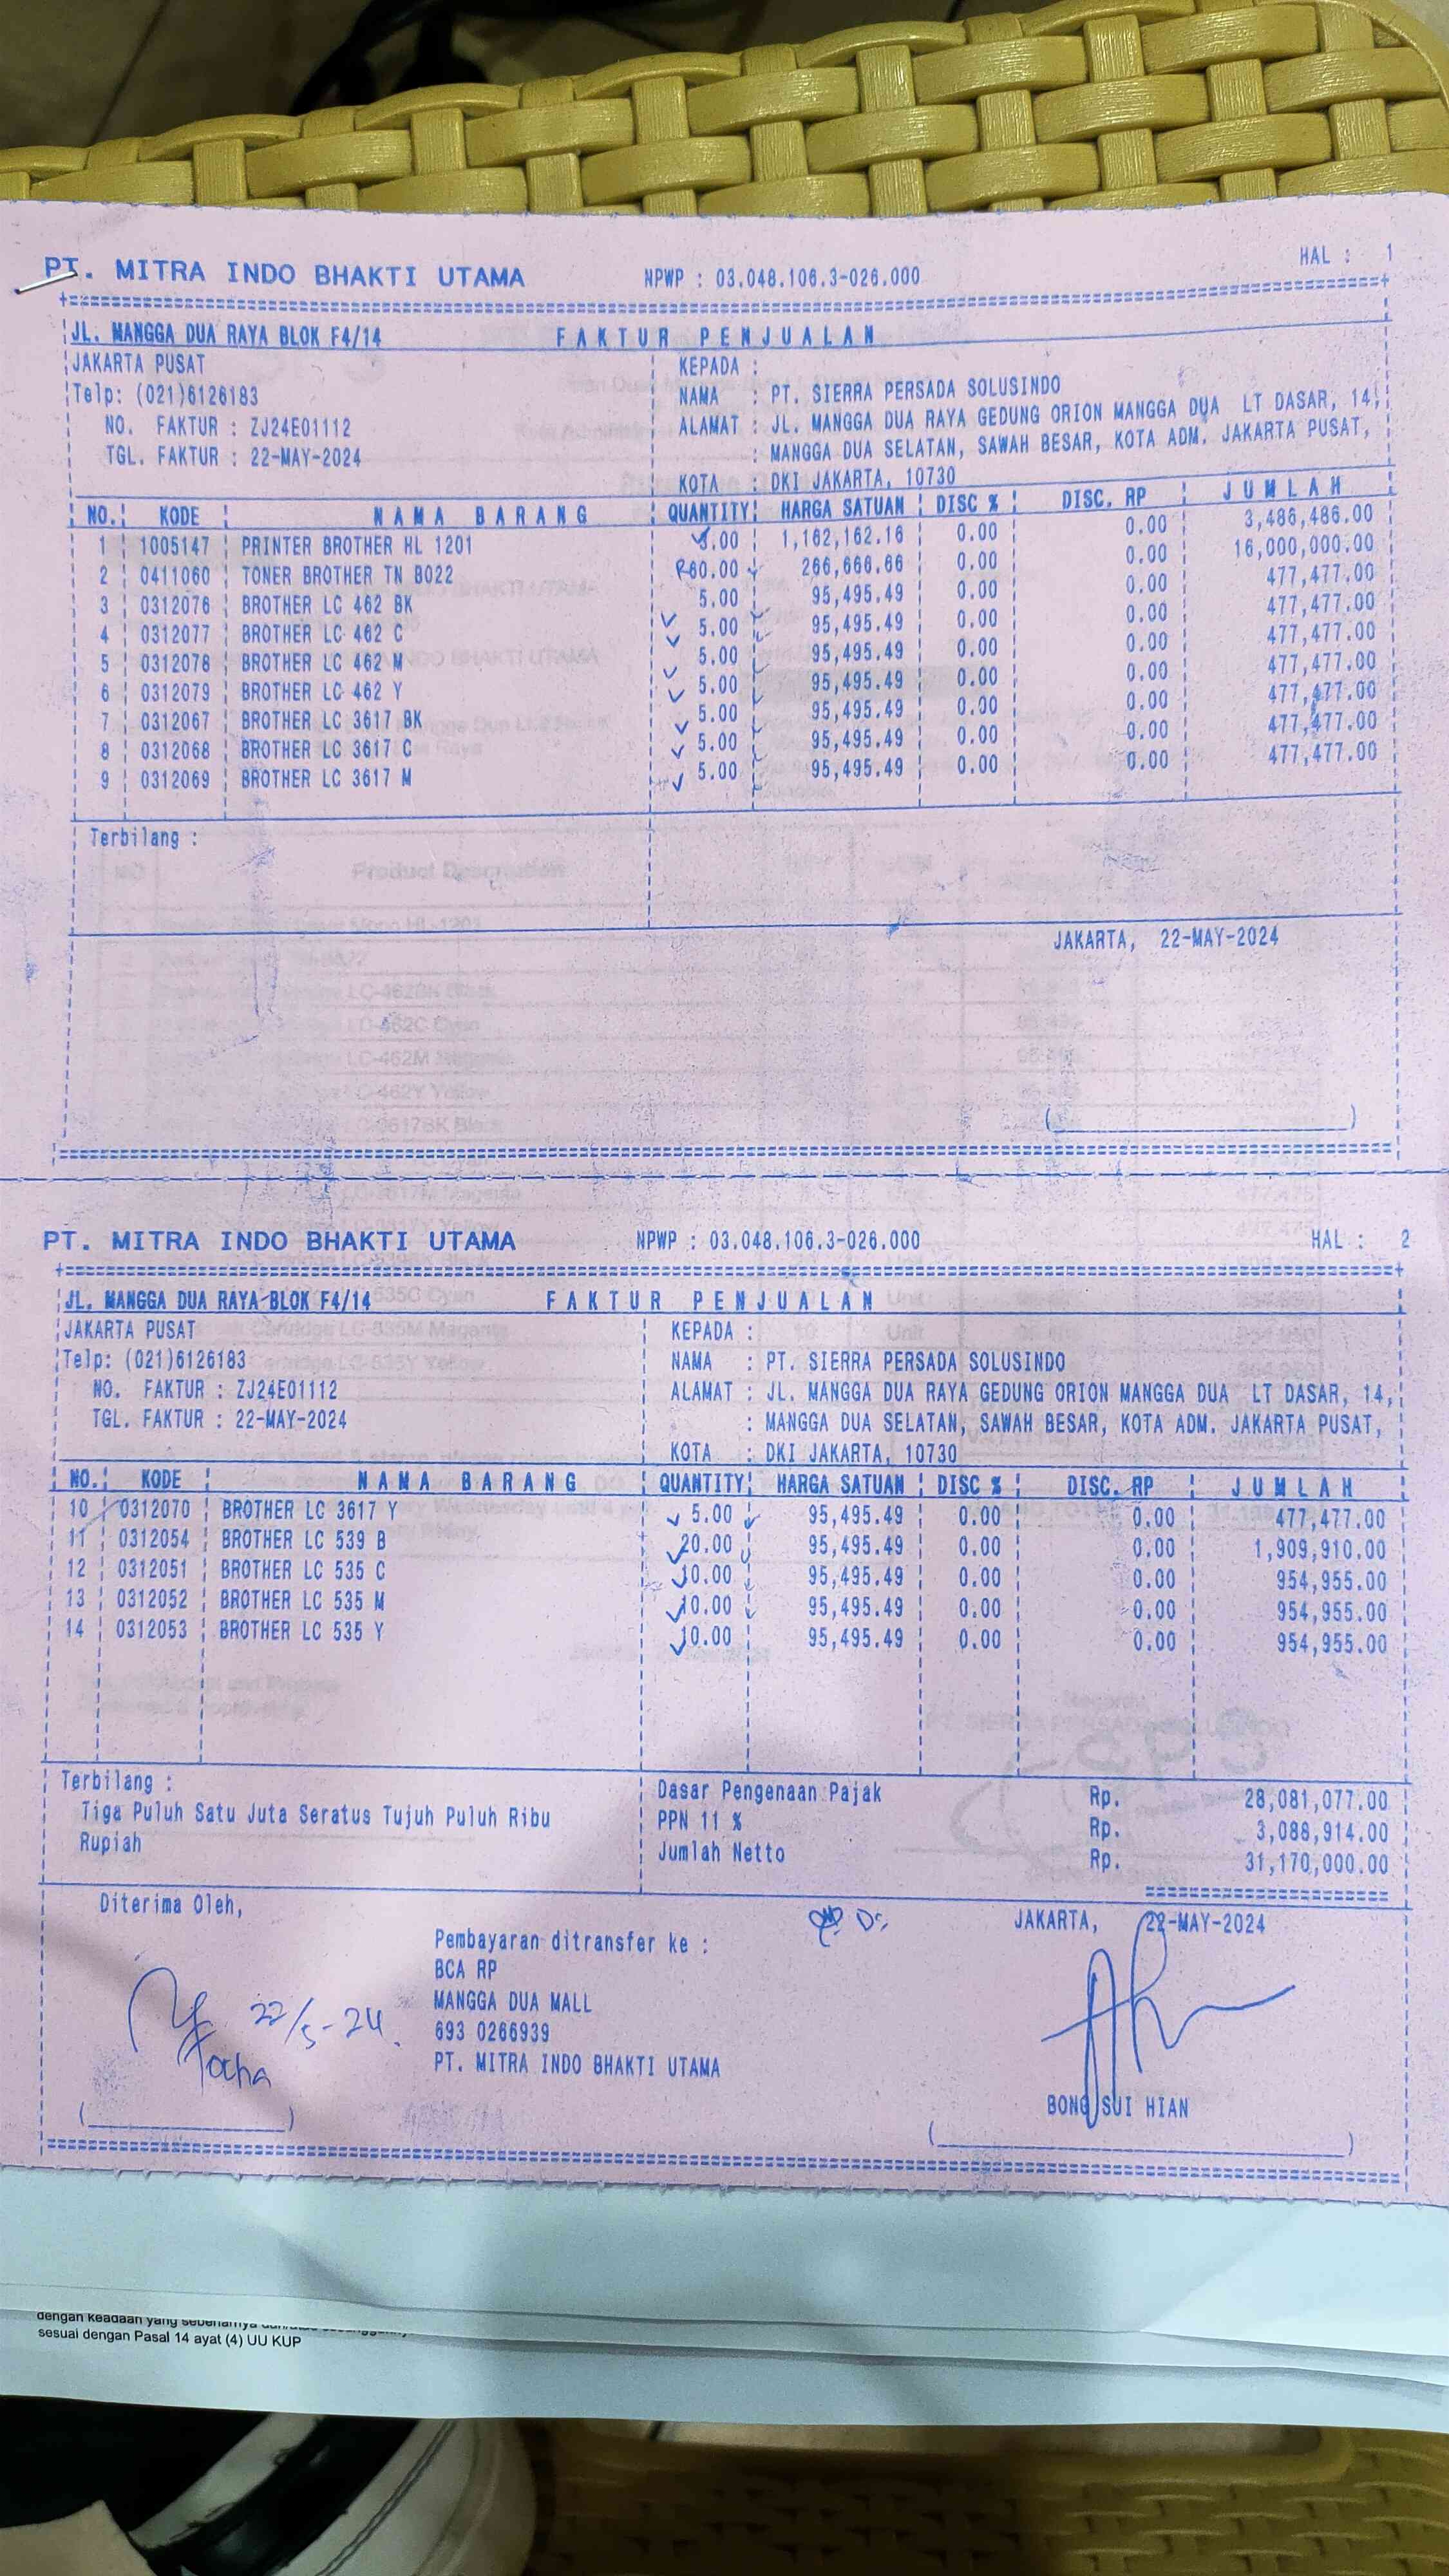 PT. MITRA INDO BHAKTI UTAMA NPWP : 03.048.106.3-026.000 HAL : 1
JL. MANGGA DUA RAYA BLOK F4/14 FAKTUR PENJUALAN
JAKARTA PUSAT KEPADA :
Telp: (021)6126183 NAMA : PT. SIERRA PERSADA SOLUSINDO
NO. FAKTUR : ZJ24E01112 ALAMAT : JL. MANGGA DUA RAYA GEDUNG ORION MANGGA DUA LT DASAR, 14,
TGL. FAKTUR : 22-MAY-2024 : MANGGA DUA SELATAN, SAWAH BESAR, KOTA ADM. JAKARTA PUSAT,
KOTA : DKI JAKARTA, 10730
NO. KODE NAMA BARANG QUANTITY HARGA SATUAN DISC % DISC. RP JUMLAH
1 1005147 PRINTER BROTHER HL 1201 3.00 1,162,162.16 0.00 0.00 3,486,486.00
2 0411060 TONER BROTHER TN B022 60.00 266,666.66 0.00 0.00 16,000,000.00
3 0312076 BROTHER LC 462 BK 5.00 95,495.49 0.00 0.00 477,477.00
4 0312077 BROTHER LC 462 C 5.00 95,495.49 0.00 0.00 477,477.00
5 0312078 BROTHER LC 462 M 5.00 95,495.49 0.00 0.00 477,477.00
6 0312079 BROTHER LC 462 Y 5.00 95,495.49 0.00 0.00 477,477.00
7 0312067 BROTHER LC 3617 BK 5.00 95,495.49 0.00 0.00 477,477.00
8 0312068 BROTHER LC 3617 C 5.00 95,495.49 0.00 0.00 477,477.00
9 0312069 BROTHER LC 3617 M 5.00 95,495.49 0.00 0.00 477,477.00
Terbilang :
JAKARTA, 22-MAY-2024
PT. MITRA INDO BHAKTI UTAMA NPWP : 03.048.106.3-026.000 HAL : 2
JL. MANGGA DUA RAYA BLOK F4/14 FAKTUR PENJUALAN
JAKARTA PUSAT KEPADA :
Telp: (021)6126183 NAMA : PT. SIERRA PERSADA SOLUSINDO
NO. FAKTUR : ZJ24E01112 ALAMAT : JL. MANGGA DUA RAYA GEDUNG ORION MANGGA DUA LT DASAR, 14,
TGL. FAKTUR : 22-MAY-2024 : MANGGA DUA SELATAN, SAWAH BESAR, KOTA ADM. JAKARTA PUSAT,
KOTA : DKI JAKARTA, 10730
NO. KODE NAMA BARANG QUANTITY HARGA SATUAN DISC % DISC. RP JUMLAH
10 0312070 BROTHER LC 3617 Y 5.00 95,495.49 0.00 0.00 477,477.00
11 0312054 BROTHER LC 539 B 20.00 95,495.49 0.00 0.00 1,909,910.00
12 0312051 BROTHER LC 535 C 10.00 95,495.49 0.00 0.00 954,955.00
13 0312052 BROTHER LC 535 M 10.00 95,495.49 0.00 0.00 954,955.00
14 0312053 BROTHER LC 535 Y 10.00 95,495.49 0.00 0.00 954,955.00
Terbilang : Dasar Pengenaan Pajak Rp. 28,081,077.00
Tiga Puluh Satu Juta Seratus Tujuh Puluh Ribu PPN 11 % Rp. 3,088,914.00
Rupiah Jumlah Netto Rp. 31,170,000.00
Diterima Oleh, JAKARTA, 22-MAY-2024
Pembayaran ditransfer ke :
BCA RP
MANGGA DUA MALL
22/5-24 693 0266939
PT. MITRA INDO BHAKTI UTAMA
BONG SUI HIAN
dengan keadaan yang sebenarnya
sesuai dengan Pasal 14 ayat (4) UU KUP